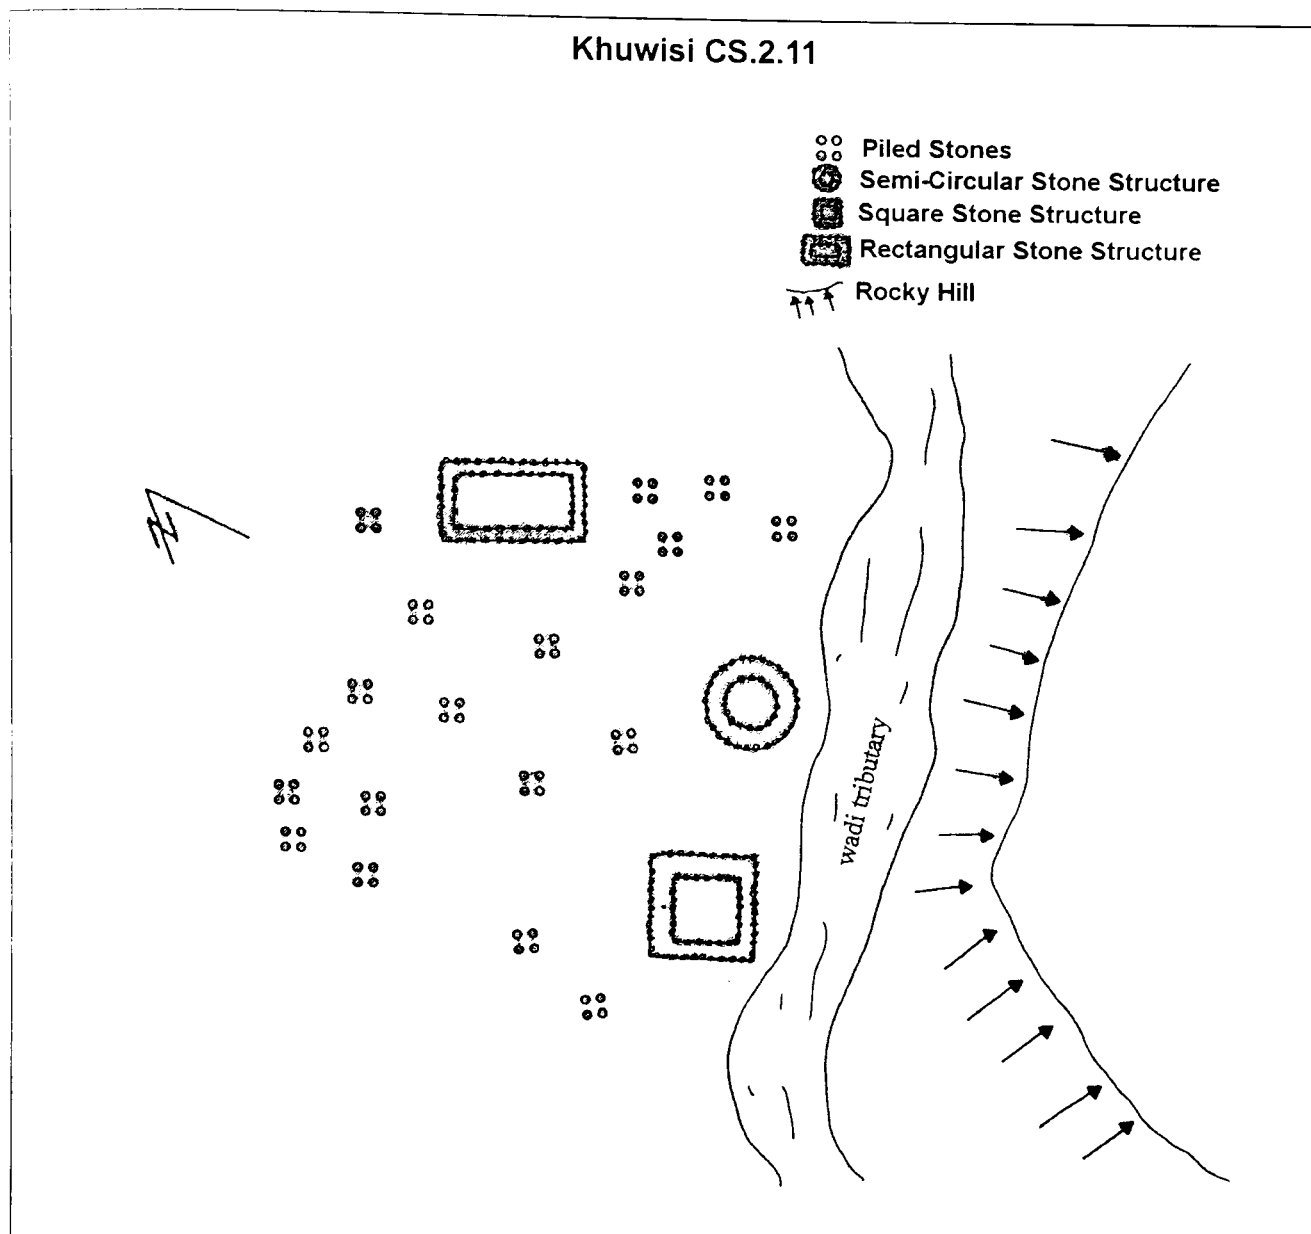 Khuwisi CS.2.11
Piled Stones
Semi-Circular Stone Structure
Square Stone Structure
Rectangular Stone Structure
Rocky Hill
N
wadi tributary